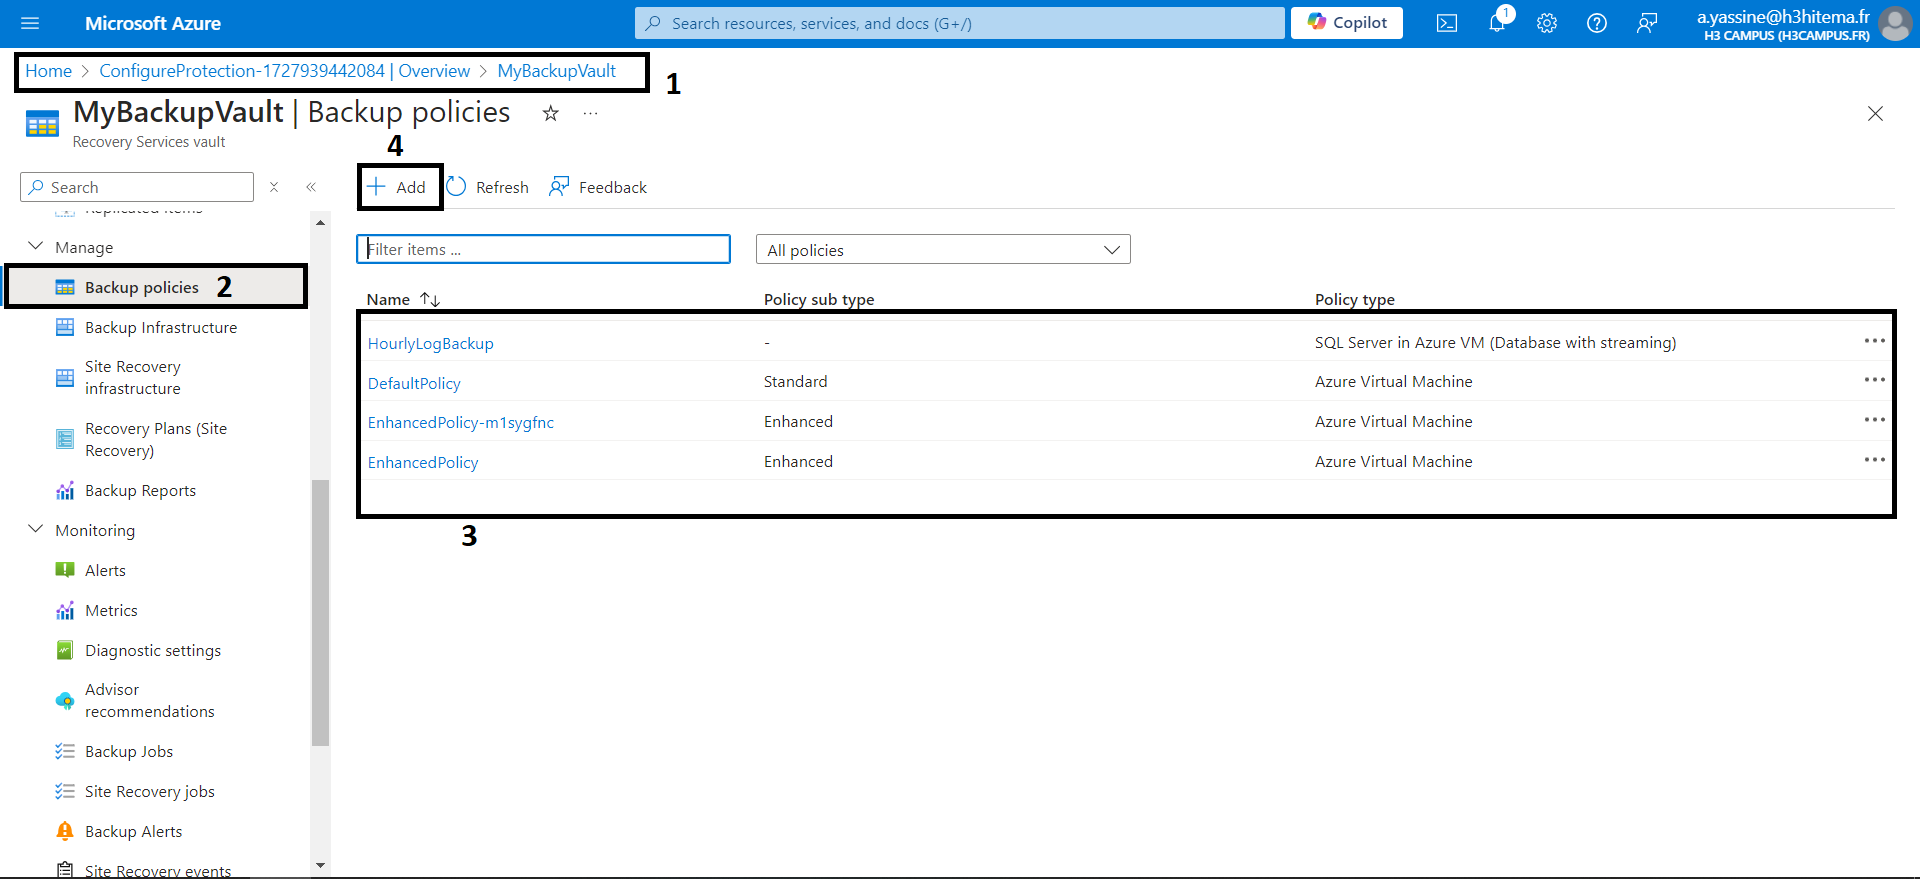 Microsoft Azure
Search resources, services, and docs (G+/)
Copilot
1
a.yassine@h3hitema.fr
H3 CAMPUS (H3CAMPUS.FR)
Home > ConfigureProtection-1727939442084 | Overview > MyBackupVault
1
MyBackupVault | Backup policies
Recovery Services vault
4
Search
Add
Refresh
Feedback
Replicated items
Manage
Filter items ...
All policies
Backup policies 2
Backup Infrastructure
Site Recovery
infrastructure
Recovery Plans (Site
Recovery)
Backup Reports
Monitoring
Alerts
Metrics
Diagnostic settings
Advisor
recommendations
Backup Jobs
Site Recovery jobs
Backup Alerts
Site Recovery events
Name Policy sub type Policy type
HourlyLogBackup - SQL Server in Azure VM (Database with streaming)
DefaultPolicy Standard Azure Virtual Machine
EnhancedPolicy-m1sygfnc Enhanced Azure Virtual Machine
EnhancedPolicy Enhanced Azure Virtual Machine
3